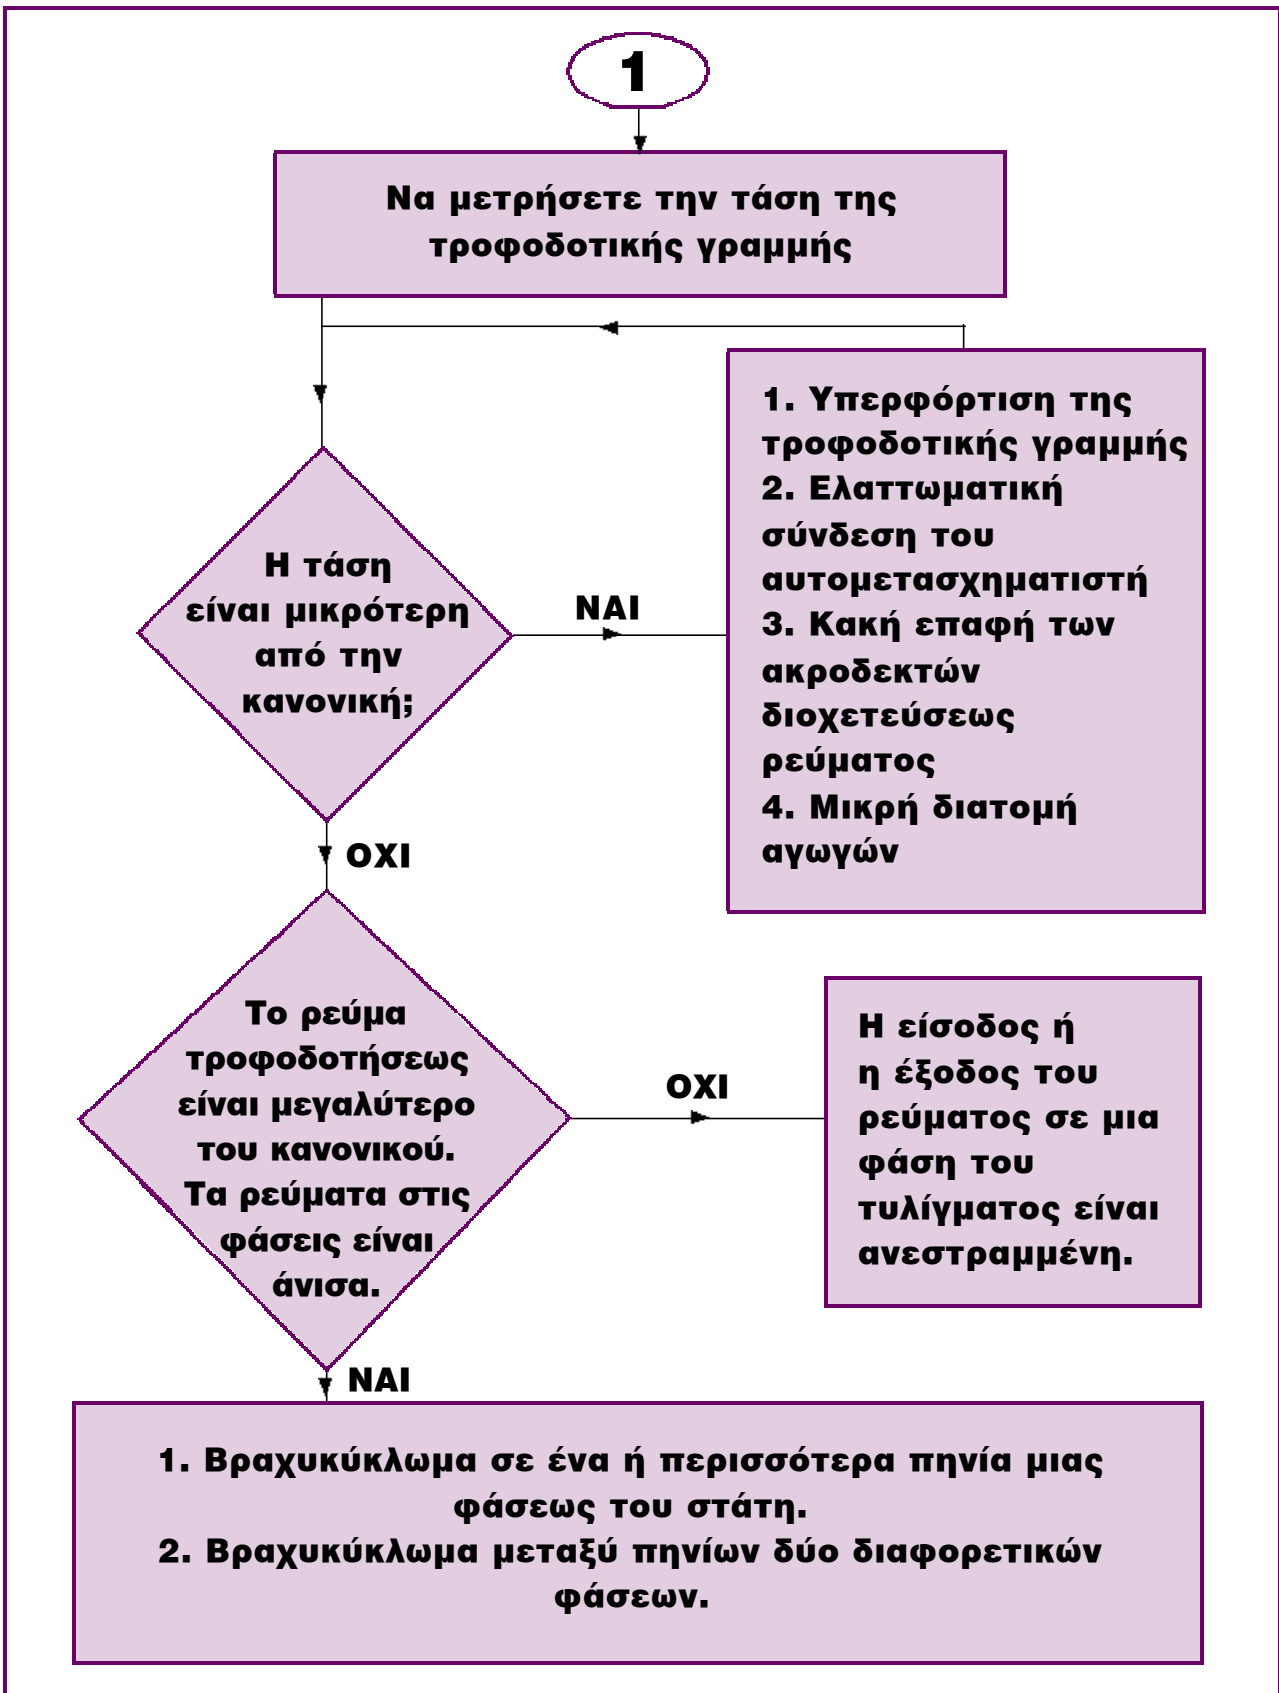 1
Να μετρήσετε την τάση της
τροφοδοτικής γραμμής
1. Υπερφόρτιση της
τροφοδοτικής γραμμής
2. Ελαττωματική
σύνδεση του
αυτομετασχηματιστή
3. Κακή επαφή των
ακροδεκτών
διοχετεύσεως
ρεύματος
4. Μικρή διατομή
αγωγών
Η τάση
είναι μικρότερη
από την
κανονική;
ΝΑΙ
ΟΧΙ
Το ρεύμα
τροφοδοτήσεως
είναι μεγαλύτερο
του κανονικού.
Τα ρεύματα στις
φάσεις είναι
άνισα.
ΟΧΙ
Η είσοδος ή
η έξοδος του
ρεύματος σε μια
φάση του
τυλίγματος είναι
ανεστραμμένη.
ΝΑΙ
1. Βραχυκύκλωμα σε ένα ή περισσότερα πηνία μιας
φάσεως του στάτη.
2. Βραχυκύκλωμα μεταξύ πηνίων δύο διαφορετικών
φάσεων.